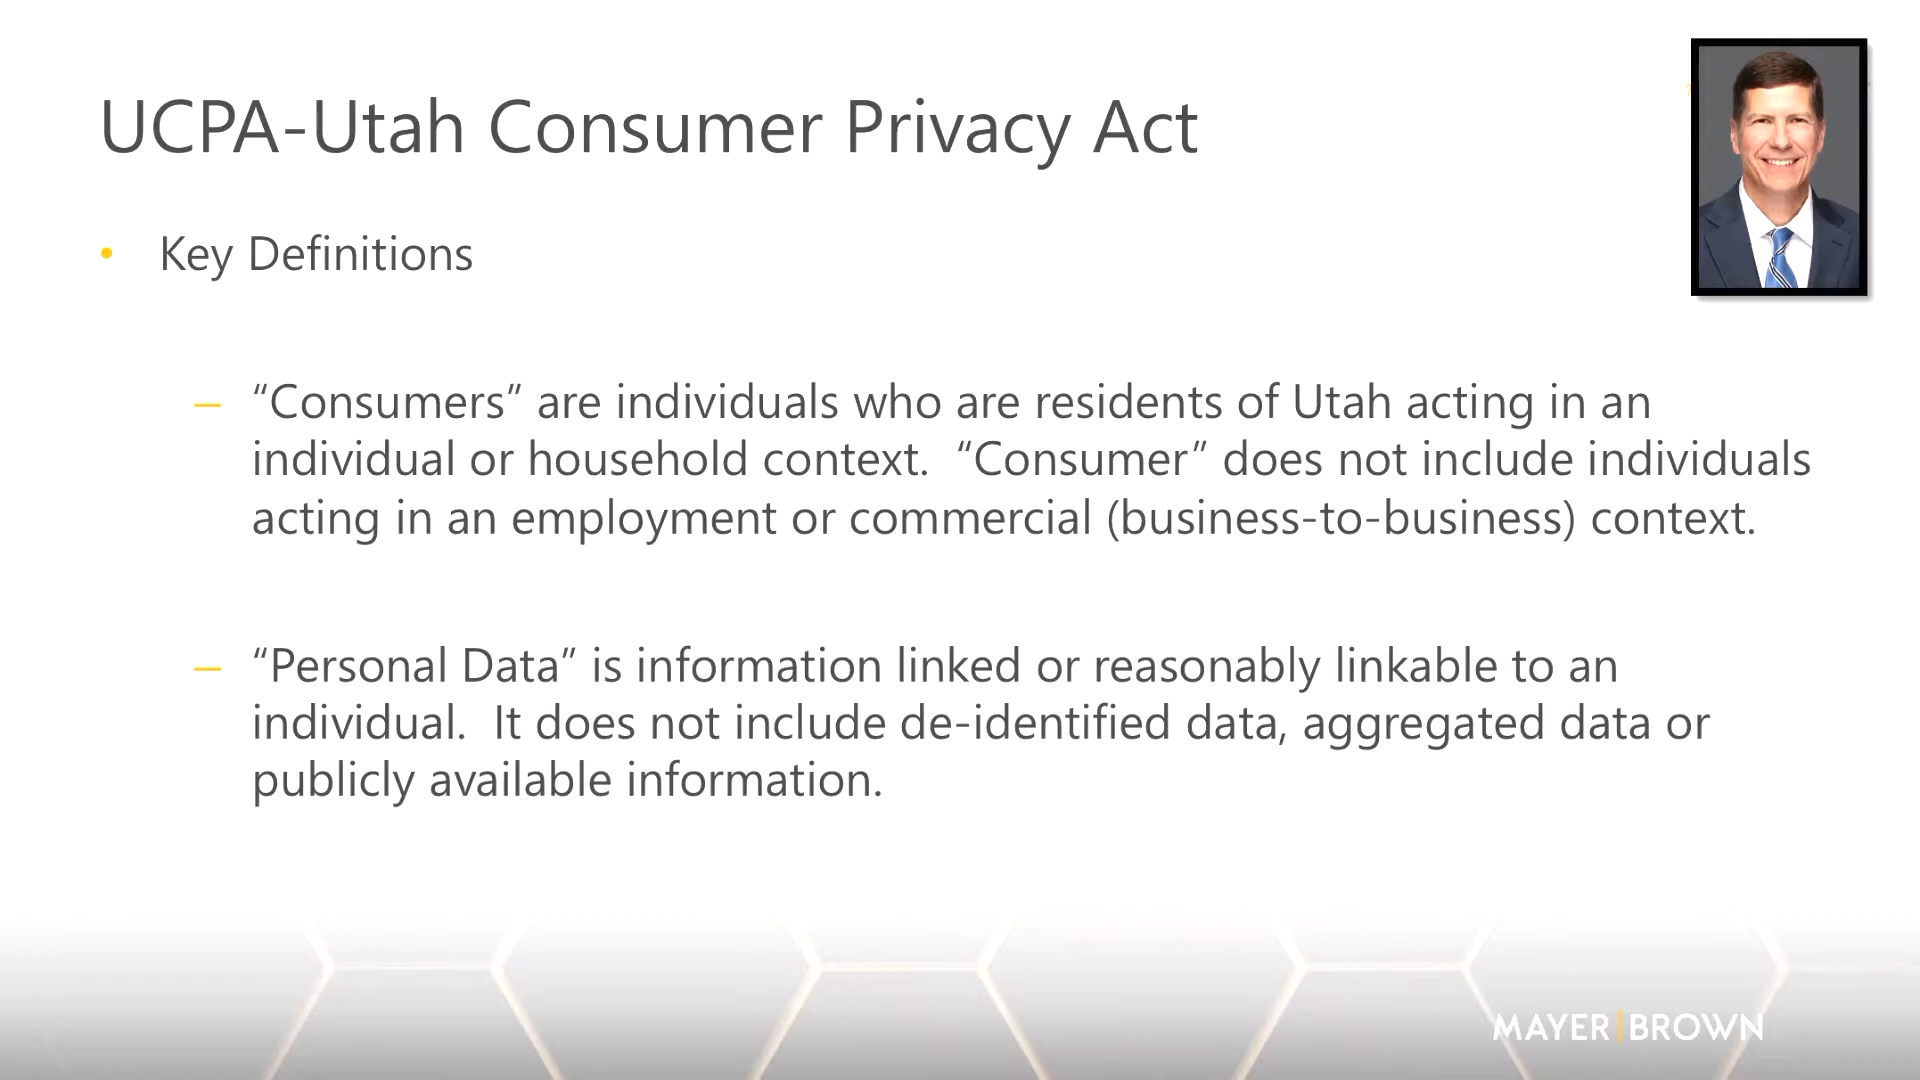 UCPA-Utah Consumer Privacy Act
• Key Definitions
– “Consumers” are individuals who are residents of Utah acting in an
individual or household context.  “Consumer” does not include individuals
acting in an employment or commercial (business-to-business) context.
– “Personal Data” is information linked or reasonably linkable to an
individual.  It does not include de-identified data, aggregated data or
publicly available information.
MAYER|BROWN